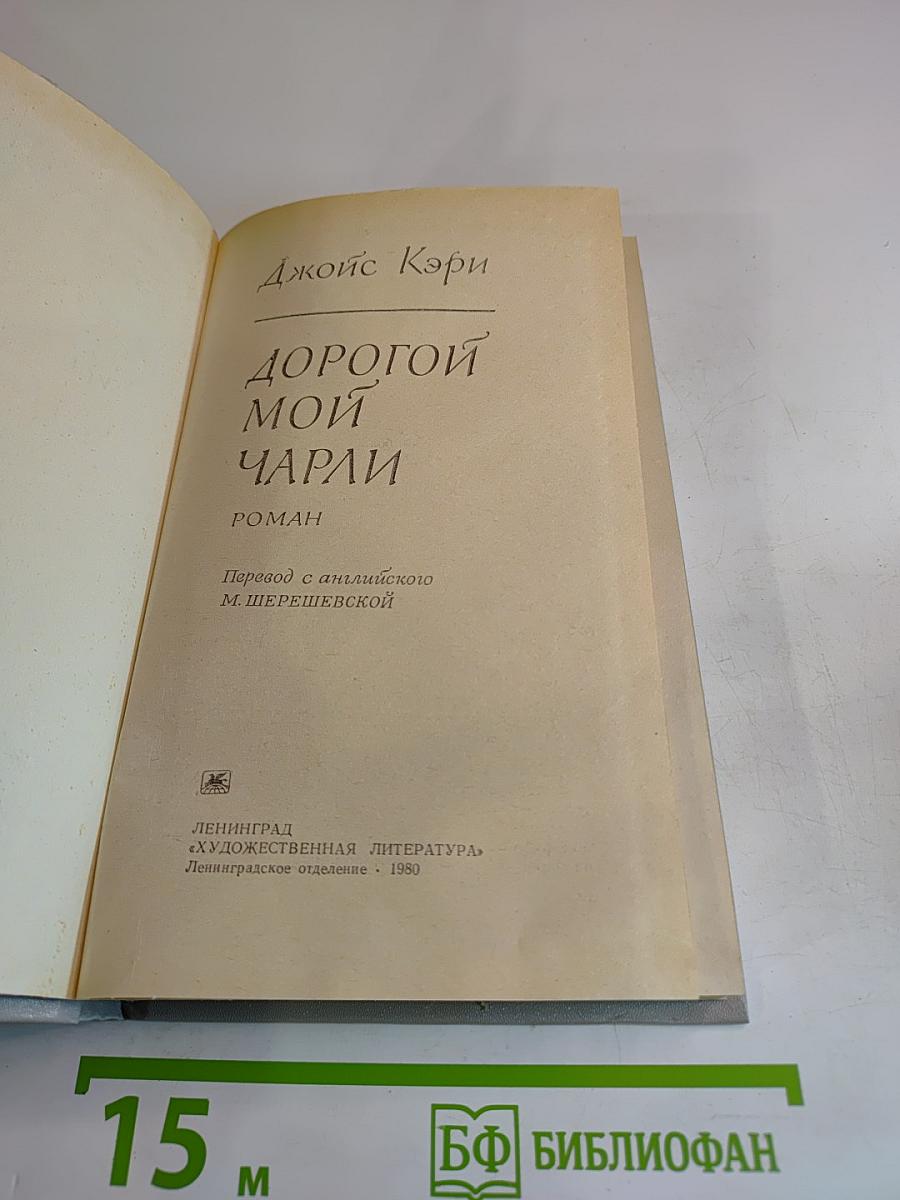 Джойс Кэри
ДОРОГОЙ
МОЙ
ЧАРЛИ
РОМАН
Перевод с английского
М. ШЕРЕШЕВСКОЙ
ЛЕНИНГРАД
«ХУДОЖЕСТВЕННАЯ ЛИТЕРАТУРА»
Ленинградское отделение · 1980
15 м
БФ БИБЛИОФАН